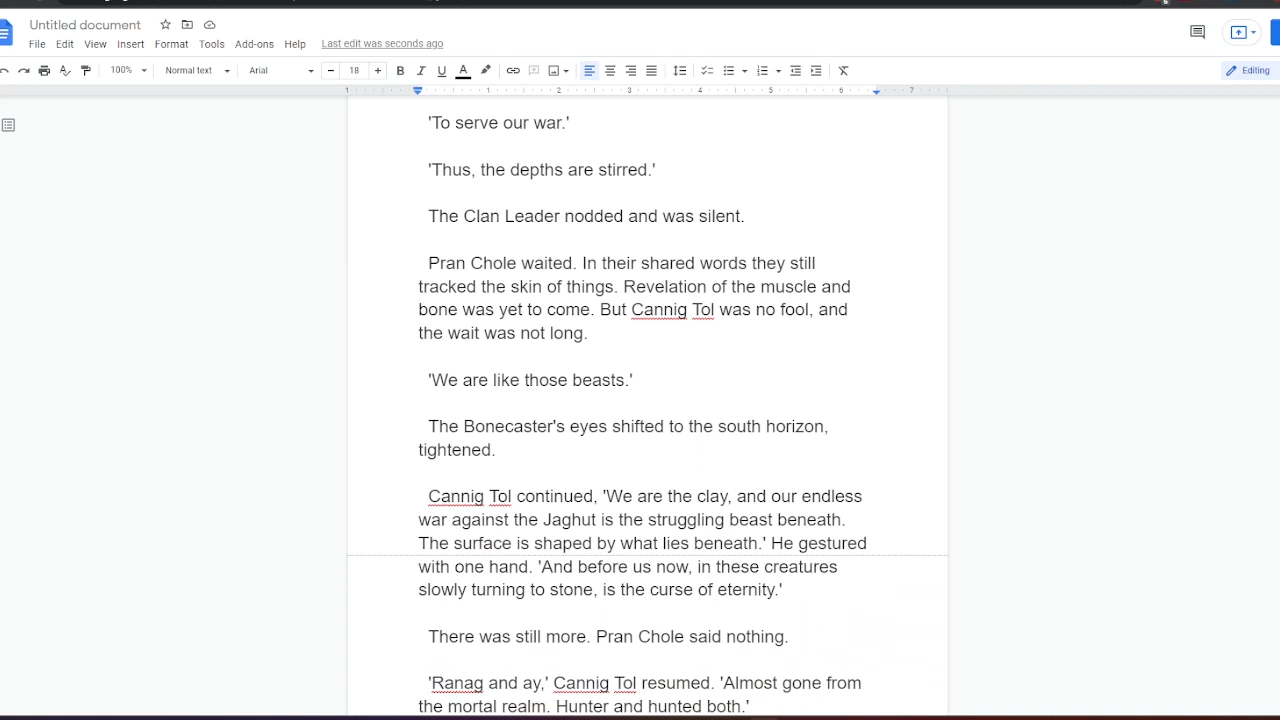 Untitled document
File Edit View Insert Format Tools Add-ons Help Last edit was seconds ago
100% Normal text Arial 18 B I U A Editing
1 1 2 3 4 5 6 7
'To serve our war.'
'Thus, the depths are stirred.'
The Clan Leader nodded and was silent.
Pran Chole waited. In their shared words they still
tracked the skin of things. Revelation of the muscle and
bone was yet to come. But Cannig Tol was no fool, and
the wait was not long.
'We are like those beasts.'
The Bonecaster's eyes shifted to the south horizon,
tightened.
Cannig Tol continued, 'We are the clay, and our endless
war against the Jaghut is the struggling beast beneath.
The surface is shaped by what lies beneath.' He gestured
with one hand. 'And before us now, in these creatures
slowly turning to stone, is the curse of eternity.'
There was still more. Pran Chole said nothing.
'Ranag and ay,' Cannig Tol resumed. 'Almost gone from
the mortal realm. Hunter and hunted both.'